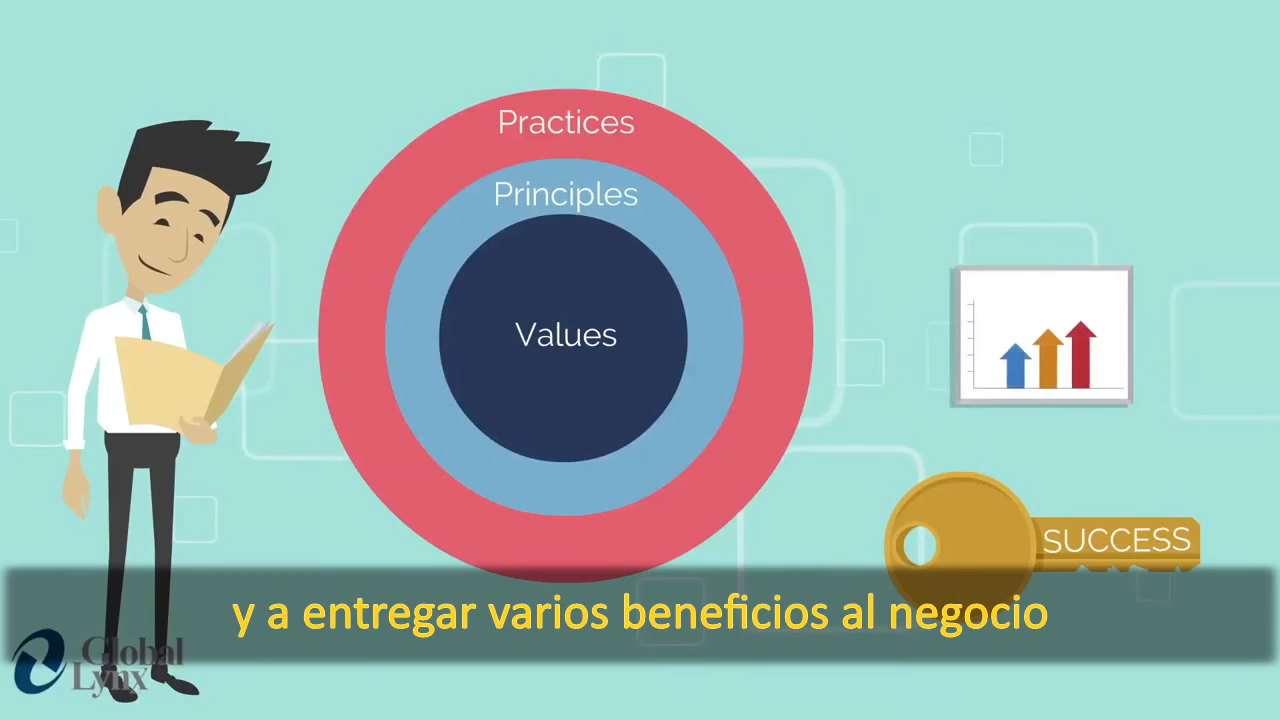 Practices
Principles
Values
SUCCESS
y a entregar varios beneficios al negocio
Global
Lynx